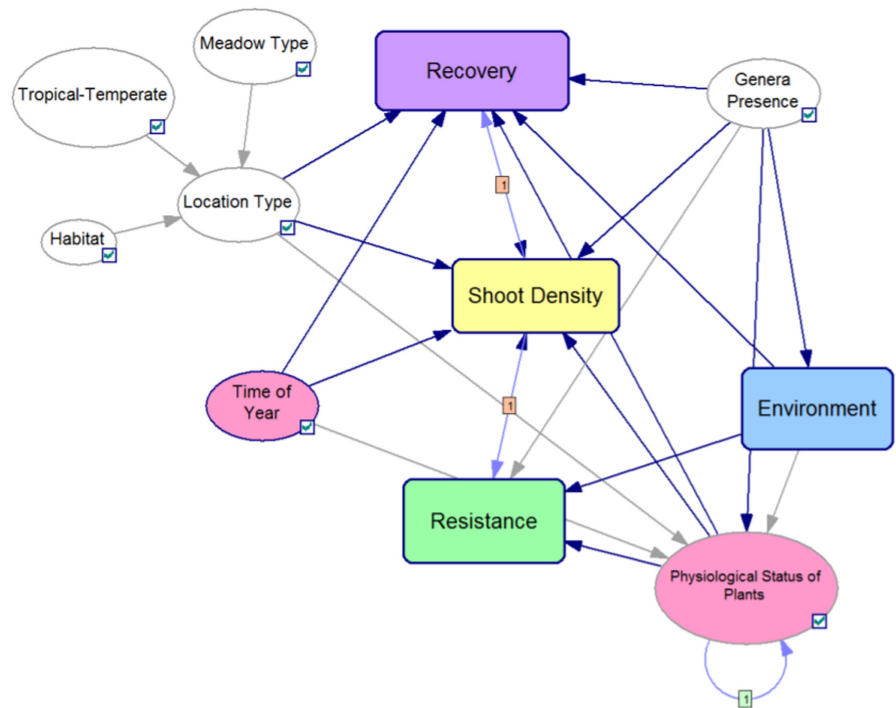 Meadow Type
Recovery
Genera
Presence
Tropical-Temperate
1
Location Type
Habitat
Shoot Density
Time of
Year
1
Environment
Resistance
Physiological Status of
Plants
1